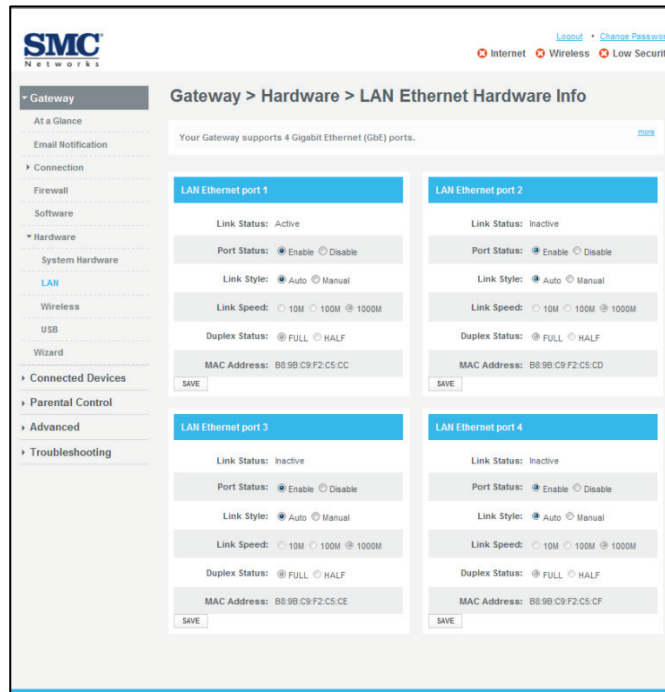 SMC
Networks
Logout • Change Password
Internet Wireless Low Security
Gateway
At a Glance
Email Notification
Connection
Firewall
Software
Hardware
System Hardware
LAN
Wireless
USB
Wizard
Connected Devices
Parental Control
Advanced
Troubleshooting
Gateway > Hardware > LAN Ethernet Hardware Info
Your Gateway supports 4 Gigabit Ethernet (GbE) ports.
more
LAN Ethernet port 1
Link Status: Active
Port Status: Enable Disable
Link Style: Auto Manual
Link Speed: 10M 100M 1000M
Duplex Status: FULL HALF
MAC Address: B8:9B:C9:F2:C5:CC
SAVE
LAN Ethernet port 2
Link Status: Inactive
Port Status: Enable Disable
Link Style: Auto Manual
Link Speed: 10M 100M 1000M
Duplex Status: FULL HALF
MAC Address: B8:9B:C9:F2:C5:CD
SAVE
LAN Ethernet port 3
Link Status: Inactive
Port Status: Enable Disable
Link Style: Auto Manual
Link Speed: 10M 100M 1000M
Duplex Status: FULL HALF
MAC Address: B8:9B:C9:F2:C5:CE
SAVE
LAN Ethernet port 4
Link Status: Inactive
Port Status: Enable Disable
Link Style: Auto Manual
Link Speed: 10M 100M 1000M
Duplex Status: FULL HALF
MAC Address: B8:9B:C9:F2:C5:CF
SAVE